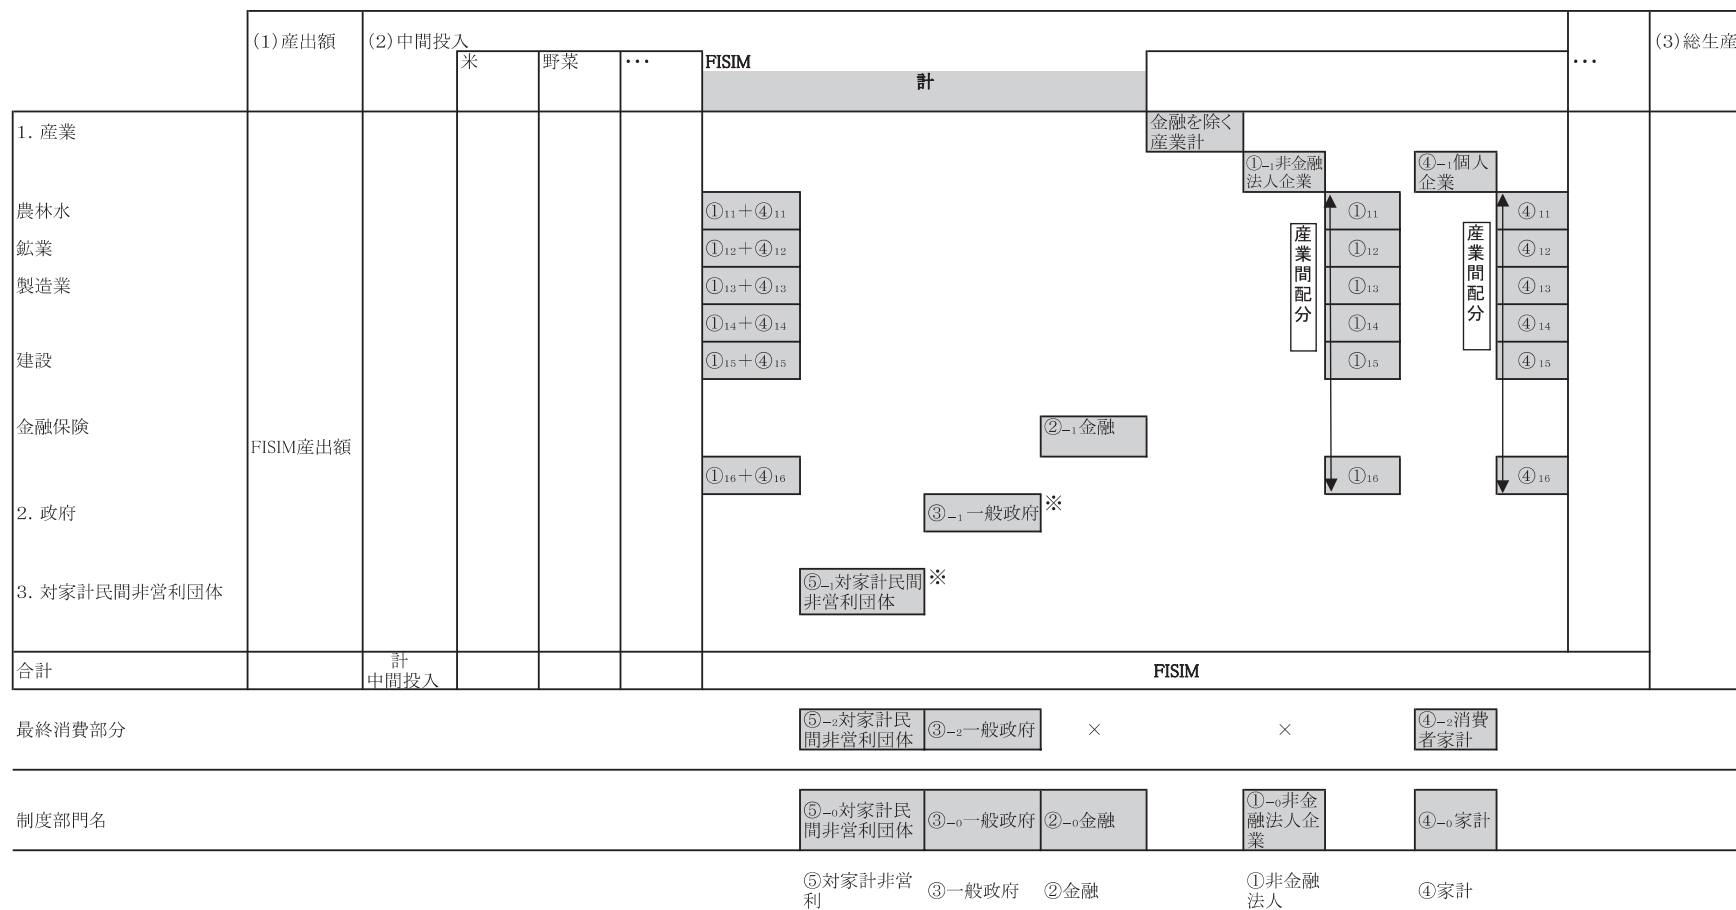 (1)産出額
(2)中間投入
(3)総生産
米
野菜
･･･
FISIM
･･･
計
1. 産業
金融を除く
産業計
①₋₁非金融
法人企業
④₋₁個人
企業
農林水
①₁₁＋④₁₁
①₁₁
④₁₁
鉱業
①₁₂＋④₁₂
①₁₂
④₁₂
製造業
①₁₃＋④₁₃
①₁₃
④₁₃
①₁₄＋④₁₄
①₁₄
④₁₄
建設
①₁₅＋④₁₅
①₁₅
④₁₅
産業間配分
産業間配分
金融保険
②₋₁金融
FISIM産出額
①₁₆＋④₁₆
①₁₆
④₁₆
2. 政府
③₋₁一般政府
※
3. 対家計民間非営利団体
⑤₋₁対家計民間
非営利団体
※
合計
計
中間投入
FISIM
最終消費部分
⑤₋₂対家計民
間非営利団体
③₋₂一般政府
×
×
④₋₂消費
者家計
制度部門名
⑤₋₀対家計民
間非営利団体
③₋₀一般政府
②₋₀金融
①₋₀非金
融法人企
業
④₋₀家計
⑤対家計非営
利
③一般政府
②金融
①非金融
法人
④家計